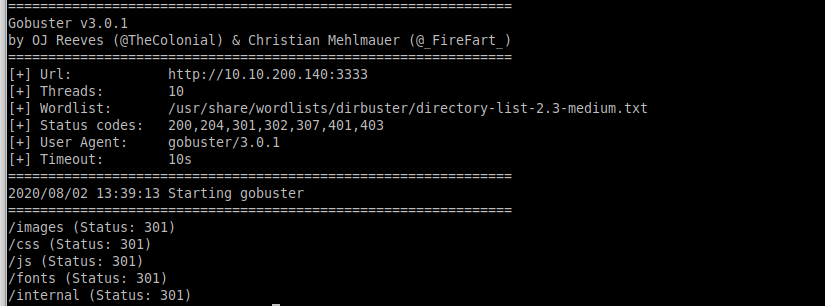 ===============================================================
Gobuster v3.0.1
by OJ Reeves (@TheColonial) & Christian Mehlmauer (@_FireFart_)
===============================================================
[+] Url:            http://10.10.200.140:3333
[+] Threads:        10
[+] Wordlist:       /usr/share/wordlists/dirbuster/directory-list-2.3-medium.txt
[+] Status codes:   200,204,301,302,307,401,403
[+] User Agent:     gobuster/3.0.1
[+] Timeout:        10s
===============================================================
2020/08/02 13:39:13 Starting gobuster
===============================================================
/images (Status: 301)
/css (Status: 301)
/js (Status: 301)
/fonts (Status: 301)
/internal (Status: 301)